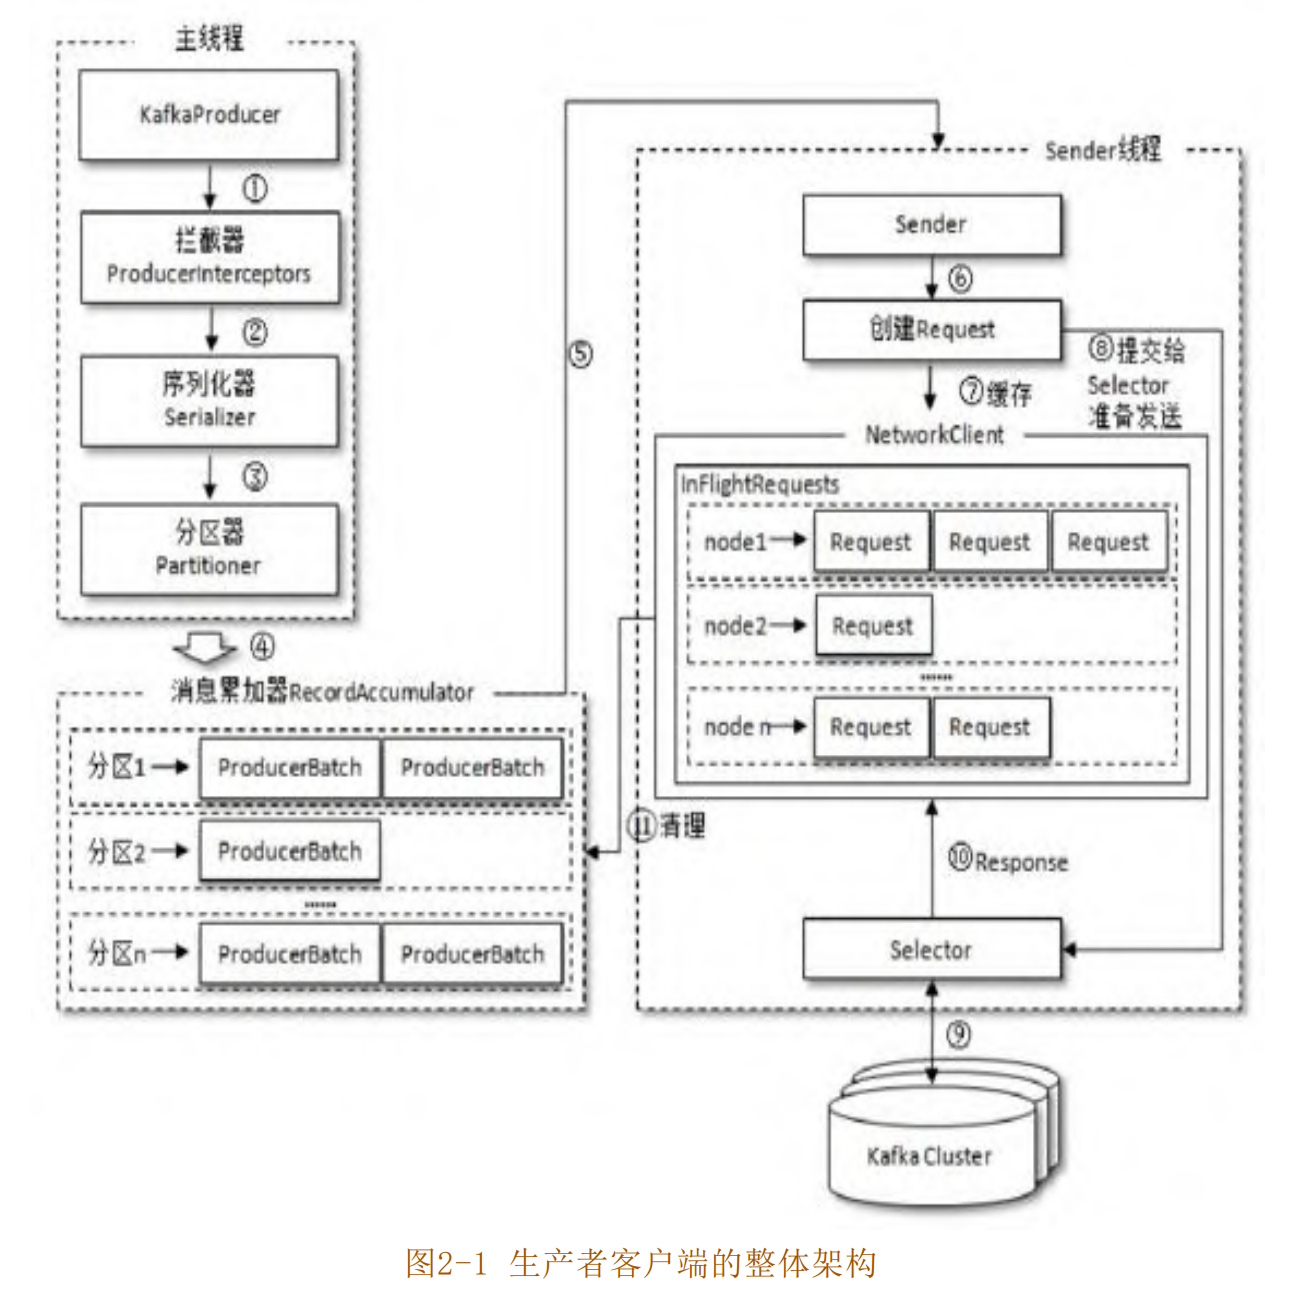 主线程
KafkaProducer
①
拦截器
ProducerInterceptors
②
序列化器
Serializer
③
分区器
Partitioner
④
消息累加器RecordAccumulator
分区1
ProducerBatch
ProducerBatch
分区2
ProducerBatch
......
分区n
ProducerBatch
ProducerBatch
⑤
Sender线程
Sender
⑥
创建Request
⑦缓存
⑧提交给
Selector
准备发送
NetworkClient
InFlightRequests
node1
Request
Request
Request
node2
Request
......
node n
Request
Request
⑪清理
⑩Response
Selector
⑨
Kafka Cluster
图2-1 生产者客户端的整体架构